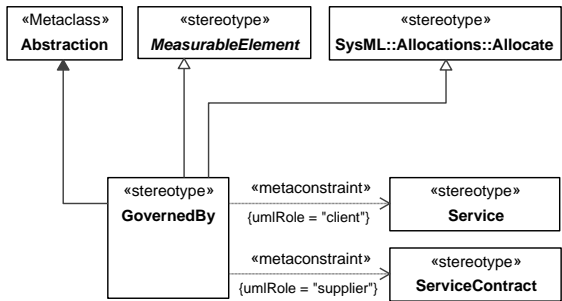 «Metaclass»
Abstraction
«stereotype»
MeasurableElement
«stereotype»
SysML::Allocations::Allocate
«stereotype»
GovernedBy
«metaconstraint»
{umlRole = "client"}
«stereotype»
Service
«metaconstraint»
{umlRole = "supplier"}
«stereotype»
ServiceContract